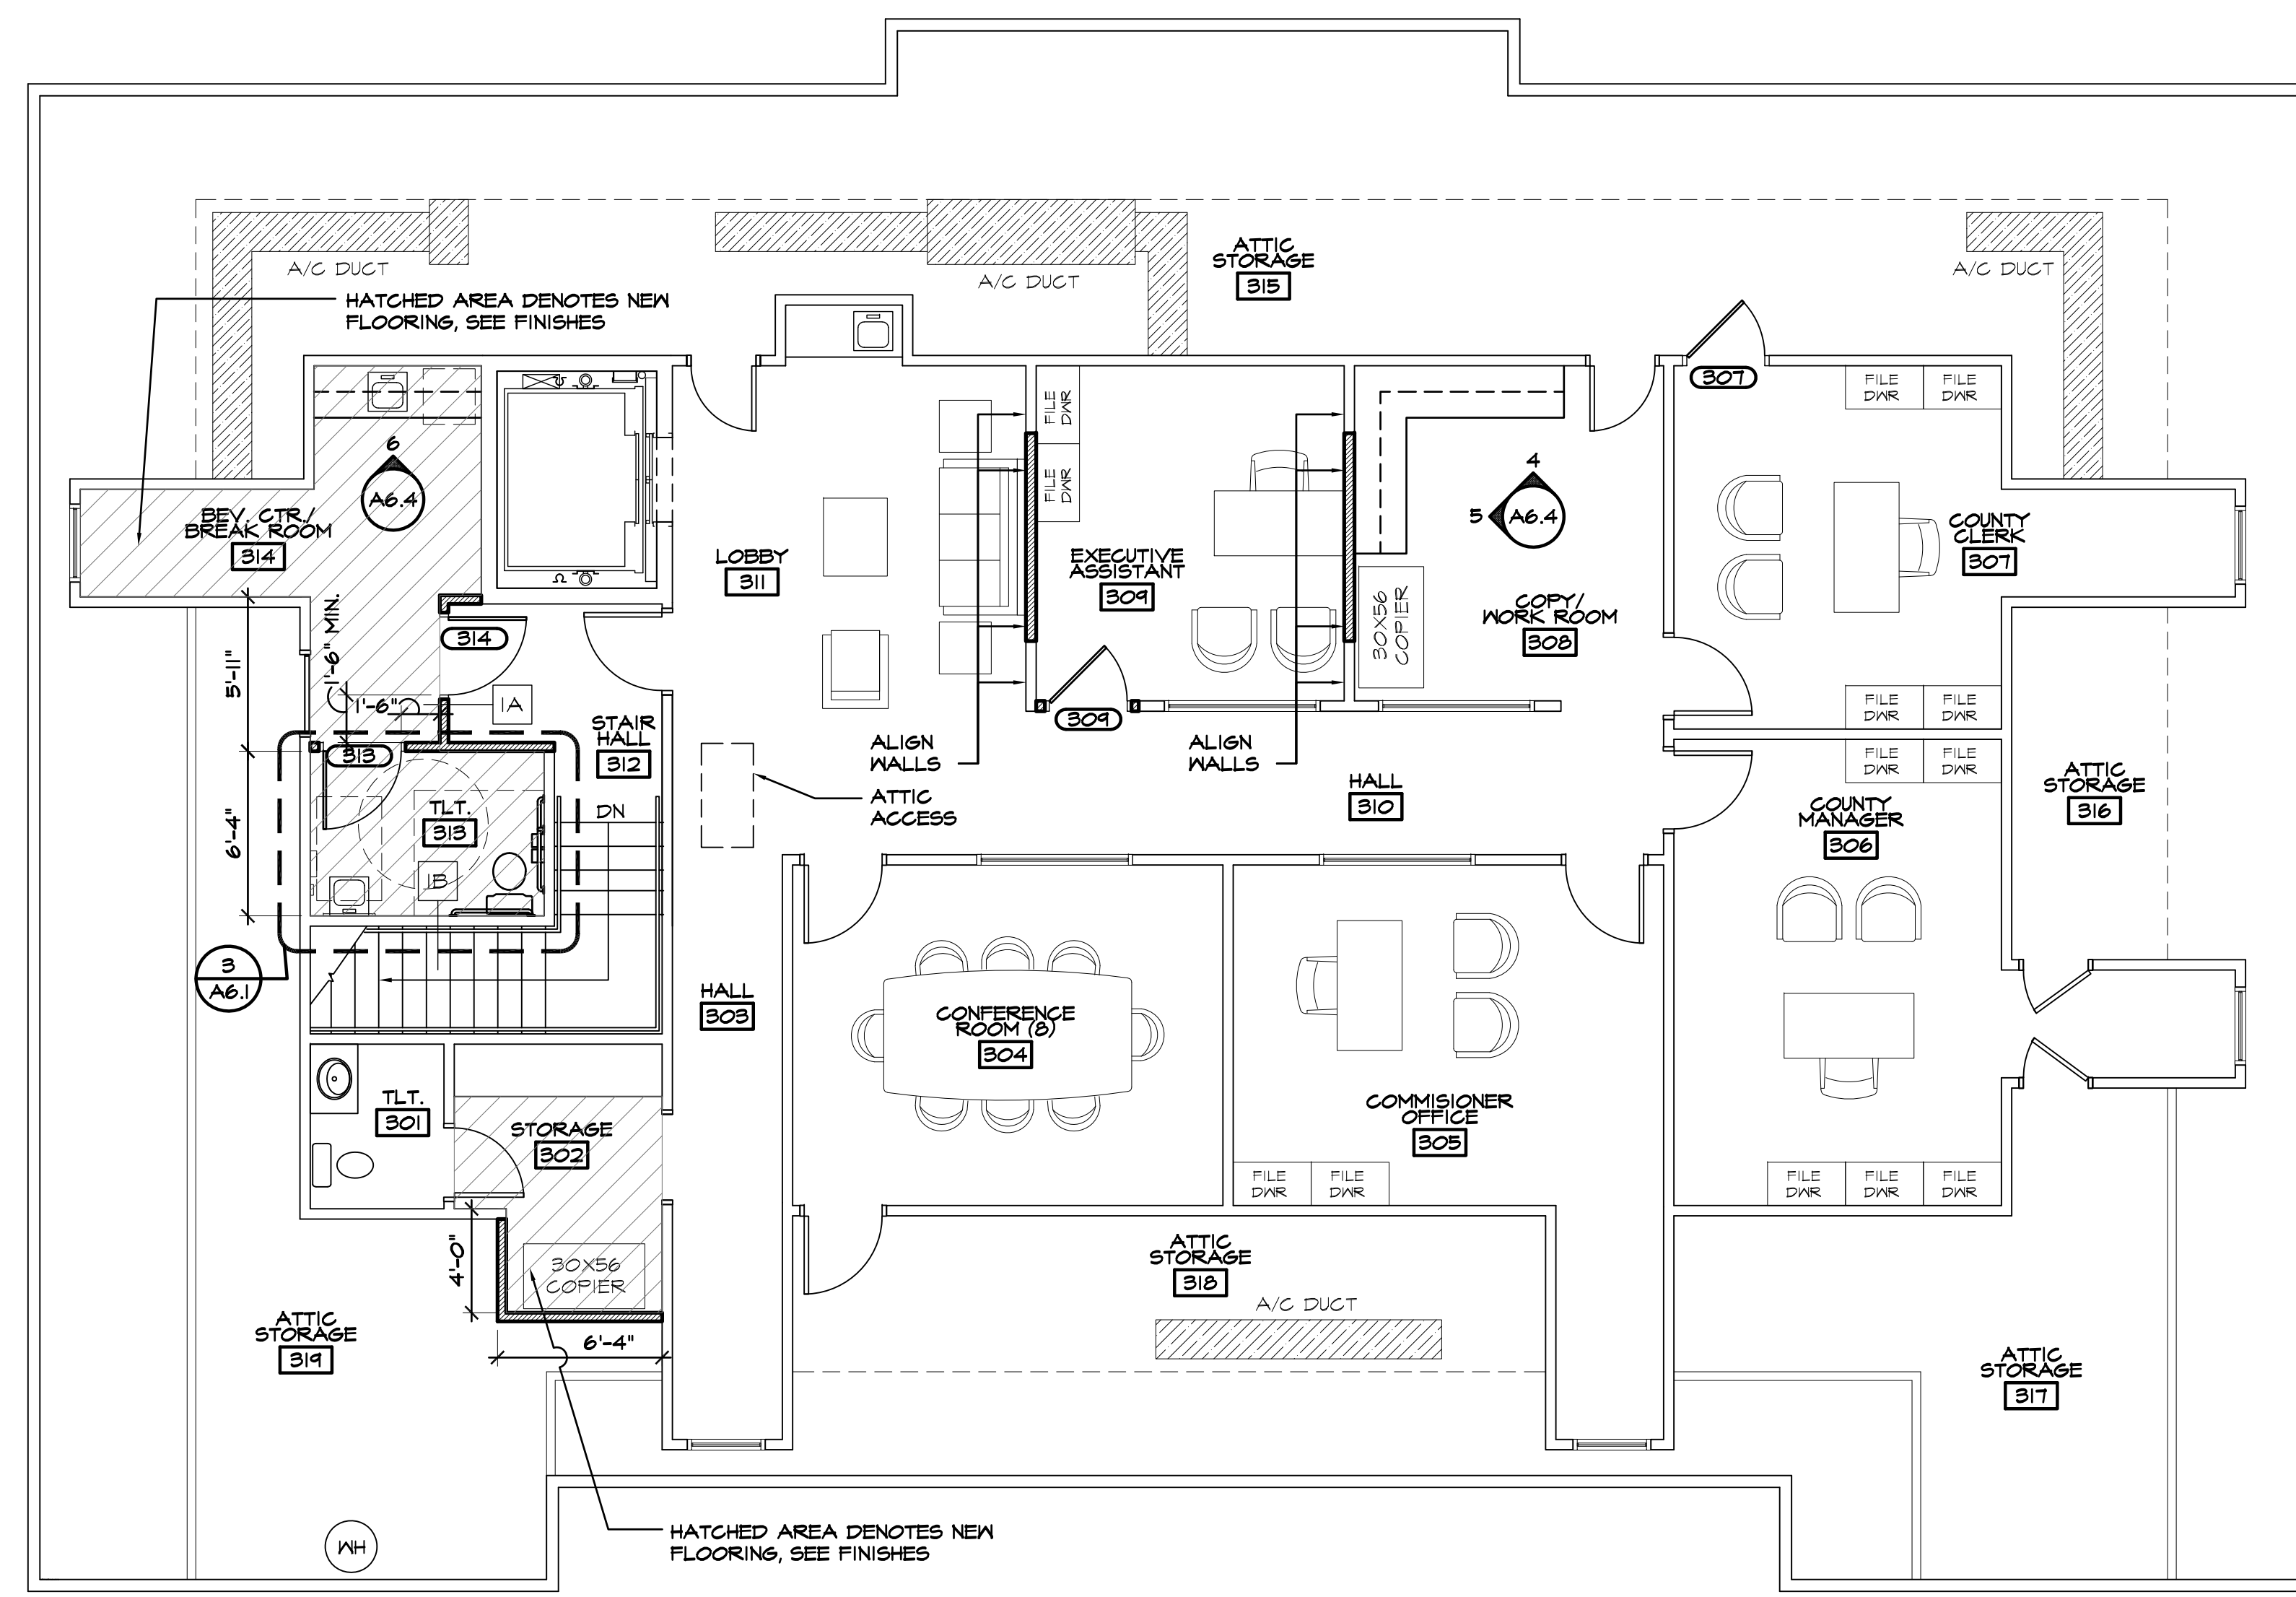 ATTIC
STORAGE
315
A/C DUCT
A/C DUCT
A/C DUCT
HATCHED AREA DENOTES NEW
FLOORING, SEE FINISHES
307
FILE
DWR
FILE
DWR
FILE
DWR
FILE
DWR
6
A6.4
4
5
A6.4
BEV. CTR./
BREAK ROOM
314
LOBBY
311
EXECUTIVE
ASSISTANT
309
30X56
COPIER
COPY/
WORK ROOM
308
COUNTY
CLERK
307
1'-6" MIN.
314
5'-11"
1'-6"
1A
309
FILE
DWR
FILE
DWR
STAIR
HALL
312
313
ALIGN
WALLS
ALIGN
WALLS
FILE
DWR
FILE
DWR
HALL
310
ATTIC
STORAGE
316
ATTIC
ACCESS
DN
TLT.
313
6'-4"
COUNTY
MANAGER
306
1B
3
A6.1
HALL
303
CONFERENCE
ROOM (8)
304
COMMISIONER
OFFICE
305
TLT.
301
STORAGE
302
FILE
DWR
FILE
DWR
FILE
DWR
FILE
DWR
FILE
DWR
4'-0"
30X56
COPIER
ATTIC
STORAGE
318
A/C DUCT
ATTIC
STORAGE
319
6'-4"
ATTIC
STORAGE
317
HATCHED AREA DENOTES NEW
FLOORING, SEE FINISHES
WH